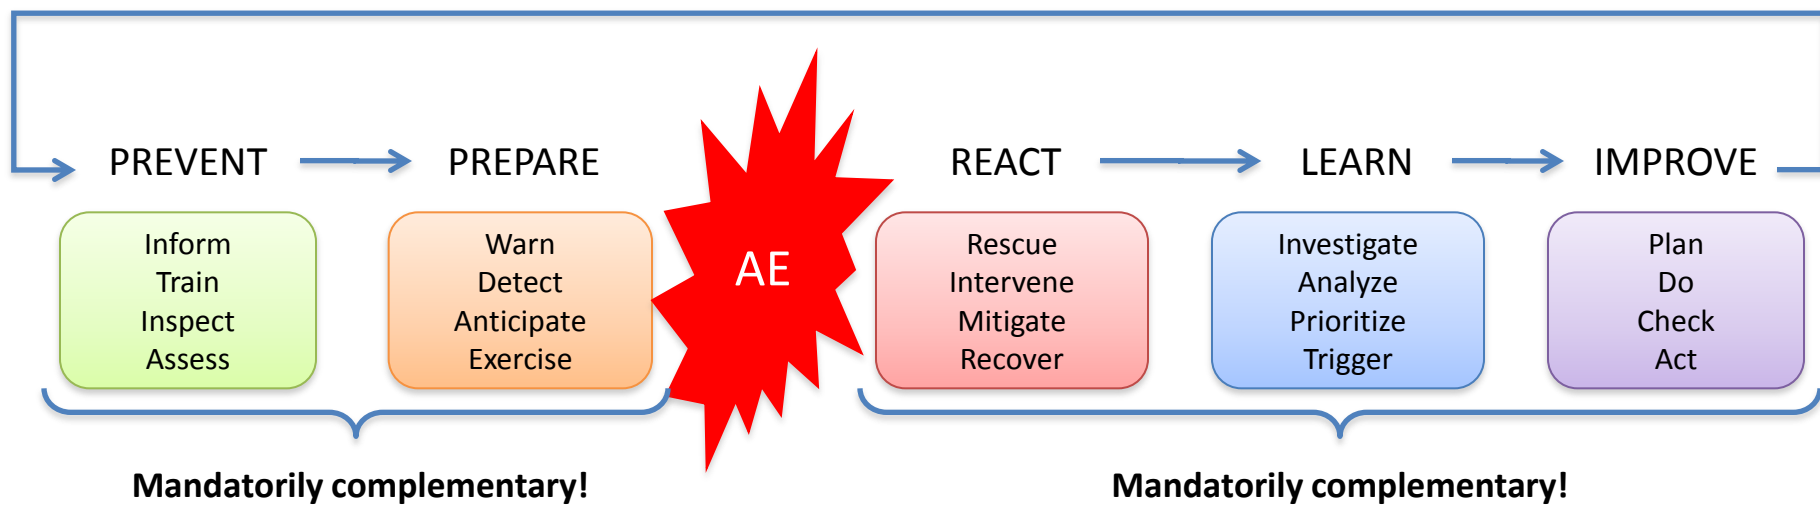 PREVENT
PREPARE
REACT
LEARN
IMPROVE
Inform
Train
Inspect
Assess
Warn
Detect
Anticipate
Exercise
AE
Rescue
Intervene
Mitigate
Recover
Investigate
Analyze
Prioritize
Trigger
Plan
Do
Check
Act
Mandatorily complementary!
Mandatorily complementary!